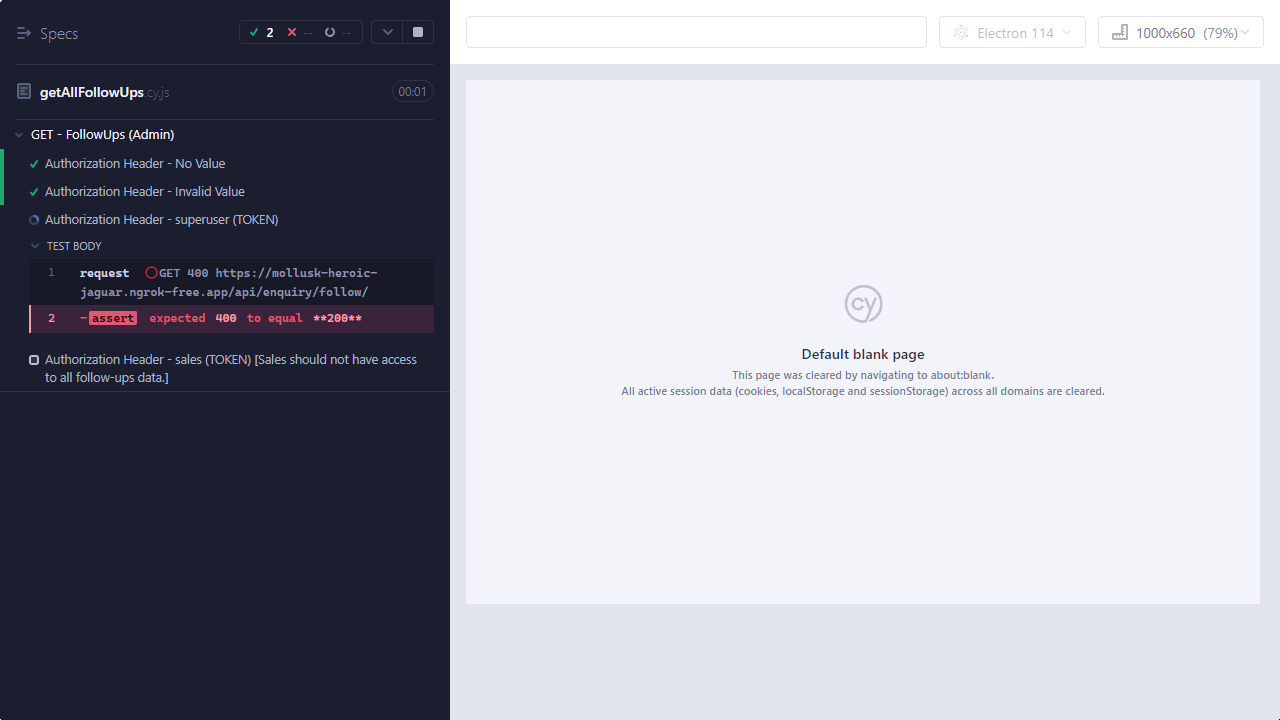 Specs
2 -- --
getAllFollowUps.cy.js
00:01
GET - FollowUps (Admin)
Authorization Header - No Value
Authorization Header - Invalid Value
Authorization Header - superuser (TOKEN)
TEST BODY
1 request GET 400 https://mollusk-heroic-
jaguar.ngrok-free.app/api/enquiry/follow/
2 -assert expected 400 to equal **200**
Authorization Header - sales (TOKEN) [Sales should not have access
to all follow-ups data.]
Electron 114
1000x660 (79%)
cy
Default blank page
This page was cleared by navigating to about:blank.
All active session data (cookies, localStorage and sessionStorage) across all domains are cleared.